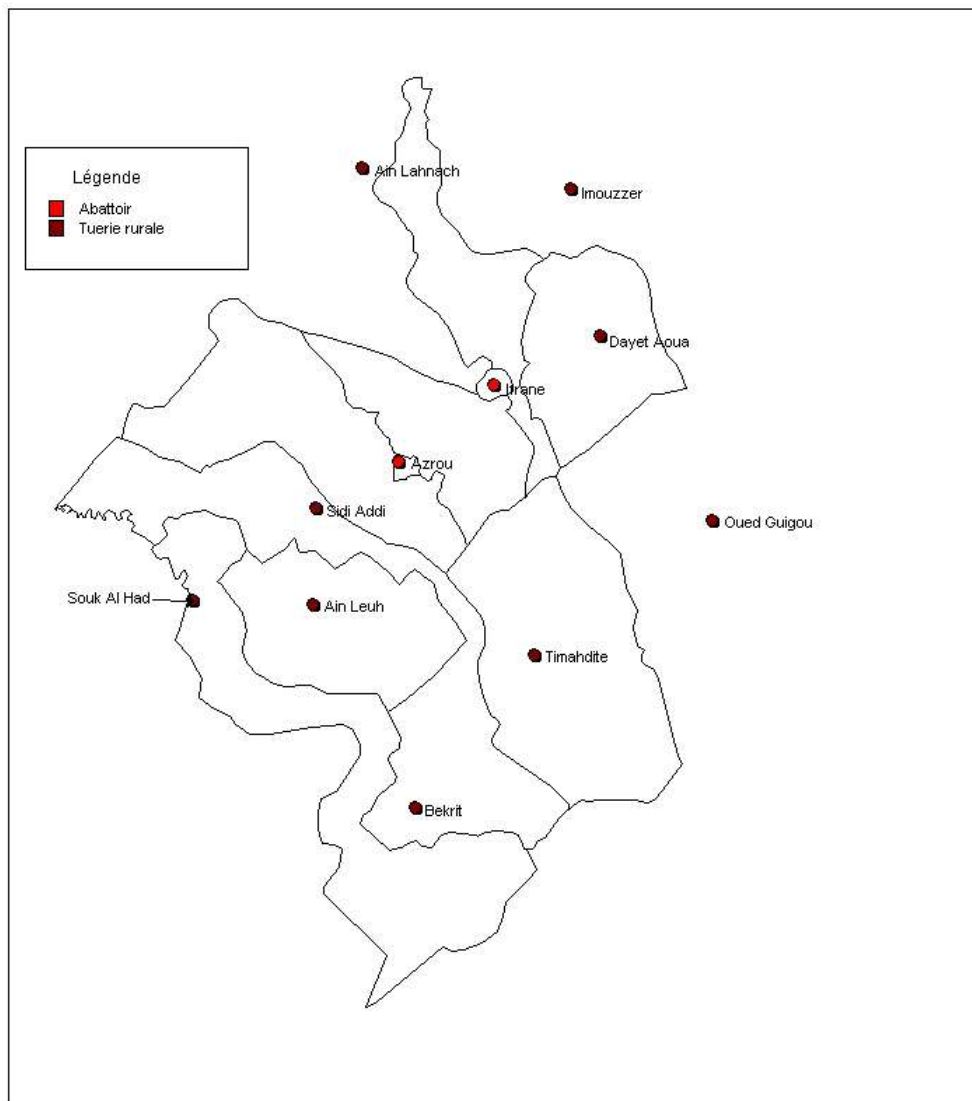 Légende
Abattoir
Tuerie rurale
Ain Lahnach
Imouzzer
Dayet Aoua
Ifrane
Azrou
Sidi Addi
Oued Guigou
Souk Al Had
Ain Leuh
Timahdite
Bekrit